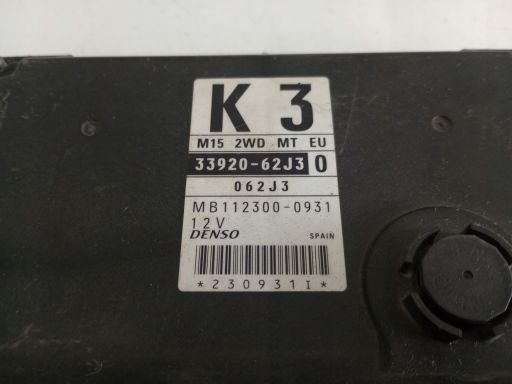 K 3
M15 2WD MT EU
33920-62J3 0
062J3
MB112300-0931
12V
DENSO SPAIN
*230931I*